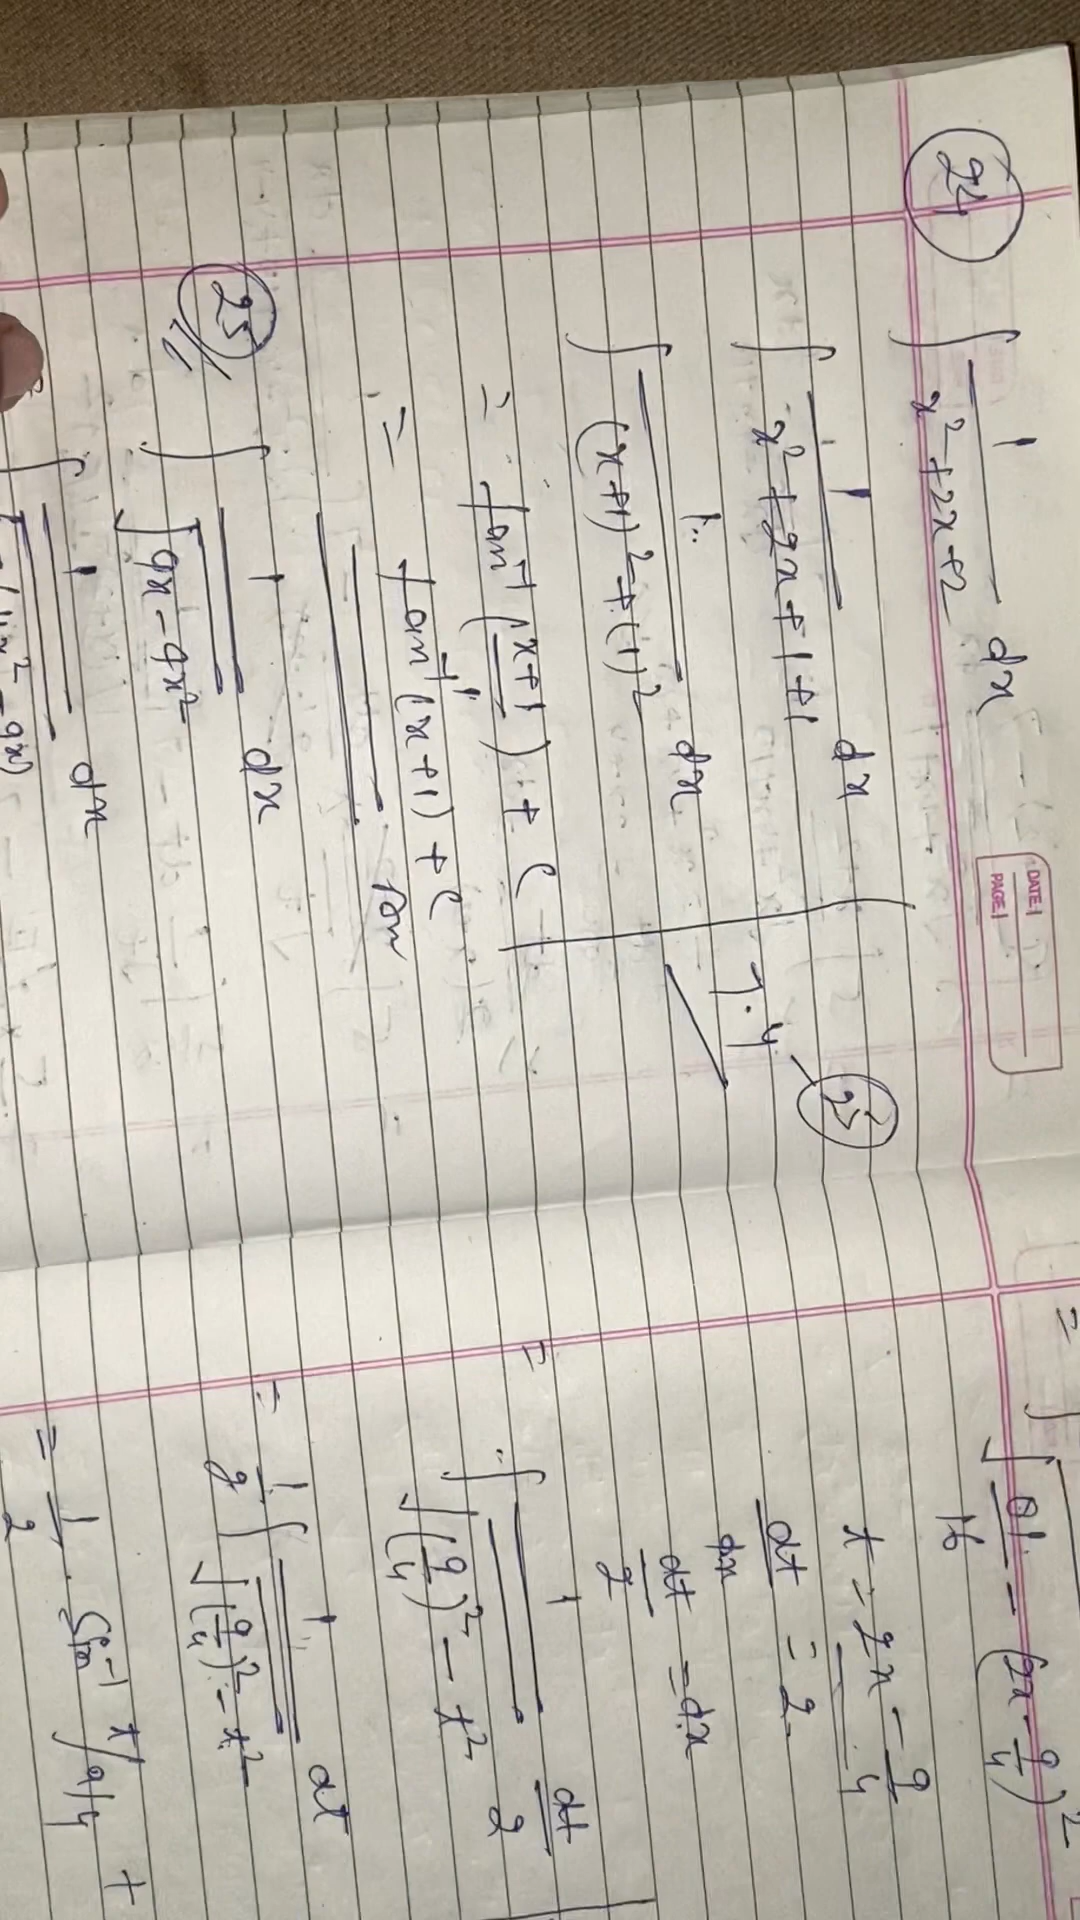 24
∫ 1/(x² + 2x + 2) dx
DATE:
PAGE:
∫ 1/(x² + 2x + 1 + 1) dx
7.4
25
∫ 1/((x+1)² + (1)²) dx
= tan⁻¹ (x+1/1) + C
= tan⁻¹ (x+1) + C
25
∫ 1/√(9x - 4x²) dx
∫ 1/√(-(4x² - 9x)) dx
= ∫
√(81/16 - (2x - 9/4)²)
t = 2x - 9/4
dt/dx = 2
dt/2 = dx
= ∫ 1/√((9/4)² - t²) dt/2
= 1/2 ∫ 1/√((9/4)² - t²) dt
= 1/2 . Sin⁻¹ t/9/4 +